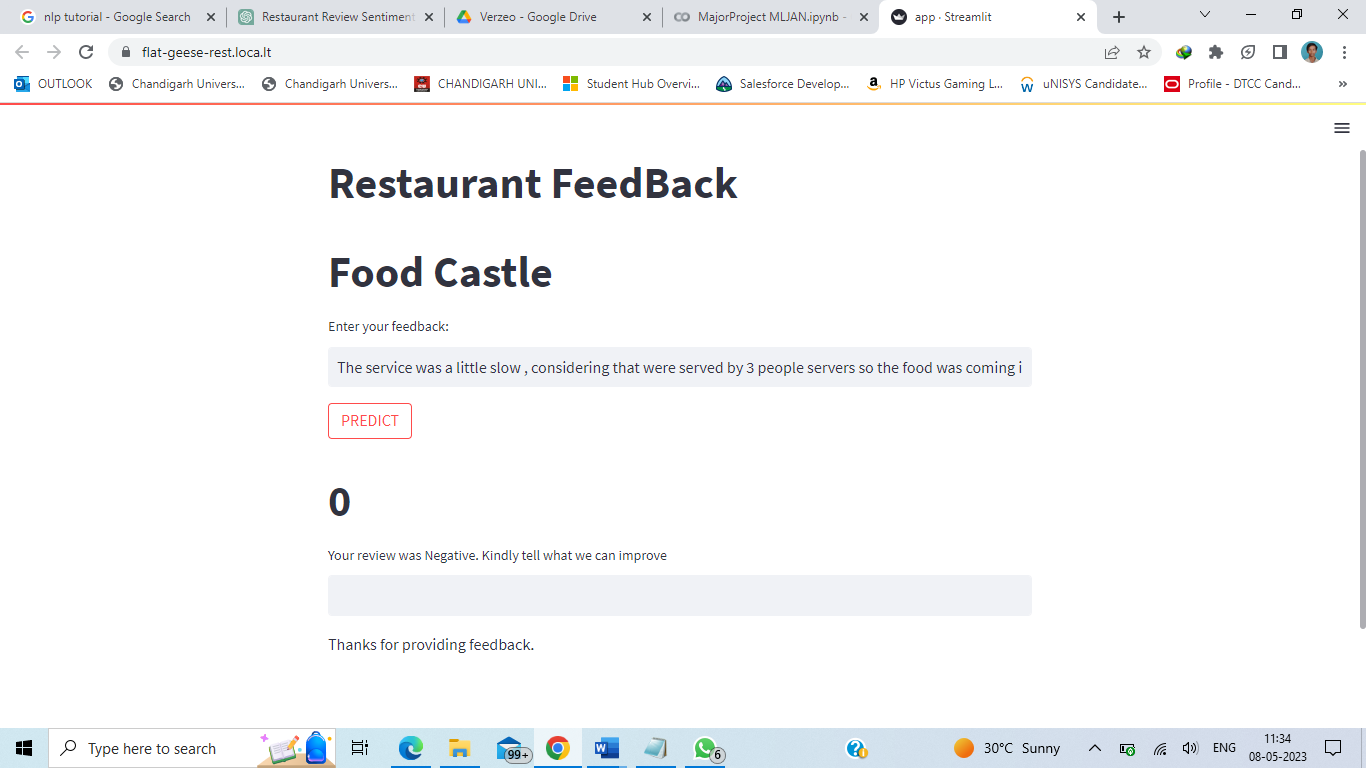 nlp tutorial - Google Search
Restaurant Review Sentiment
Verzeo - Google Drive
MajorProject MLJAN.ipynb -
app · Streamlit
flat-geese-rest.loca.lt
OUTLOOK
Chandigarh Univers...
Chandigarh Univers...
CHANDIGARH UNI...
Student Hub Overvi...
Salesforce Develop...
HP Victus Gaming L...
uNISYS Candidate...
Profile - DTCC Cand...
»
Restaurant FeedBack
Food Castle
Enter your feedback:
The service was a little slow , considering that were served by 3 people servers so the food was coming i
PREDICT
0
Your review was Negative. Kindly tell what we can improve
Thanks for providing feedback.
Type here to search
99+
6
30°C Sunny
ENG
11:34
08-05-2023